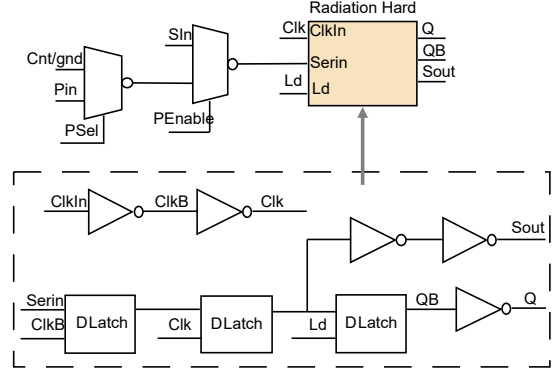 Radiation Hard
SIn
Clk
ClkIn
Q
QB
Cnt/gnd
Serin
Sout
Pin
Ld
Ld
PEnable
PSel
ClkIn
ClkB
Clk
Sout
Serin
QB
Q
ClkB
DLatch
Clk
DLatch
Ld
DLatch